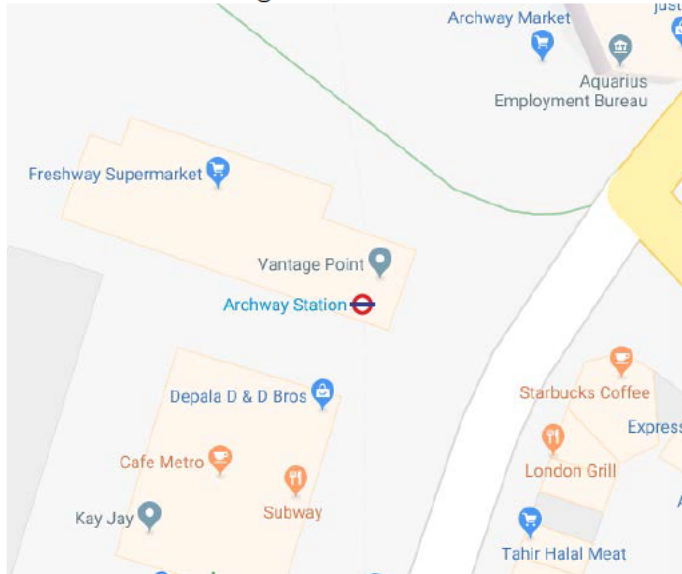 Archway Market
just
Aquarius
Employment Bureau
Freshway Supermarket
Vantage Point
Archway Station
Depala D & D Bros
Starbucks Coffee
Express
Cafe Metro
London Grill
Subway
Kay Jay
Tahir Halal Meat